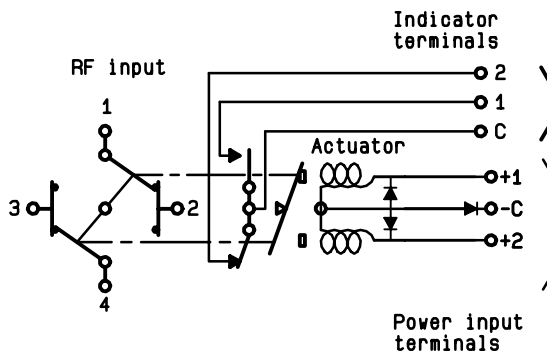 Indicator
terminals
RF input
2
1
1
C
Actuator
+1
3
2
-C
+2
4
Power input
terminals